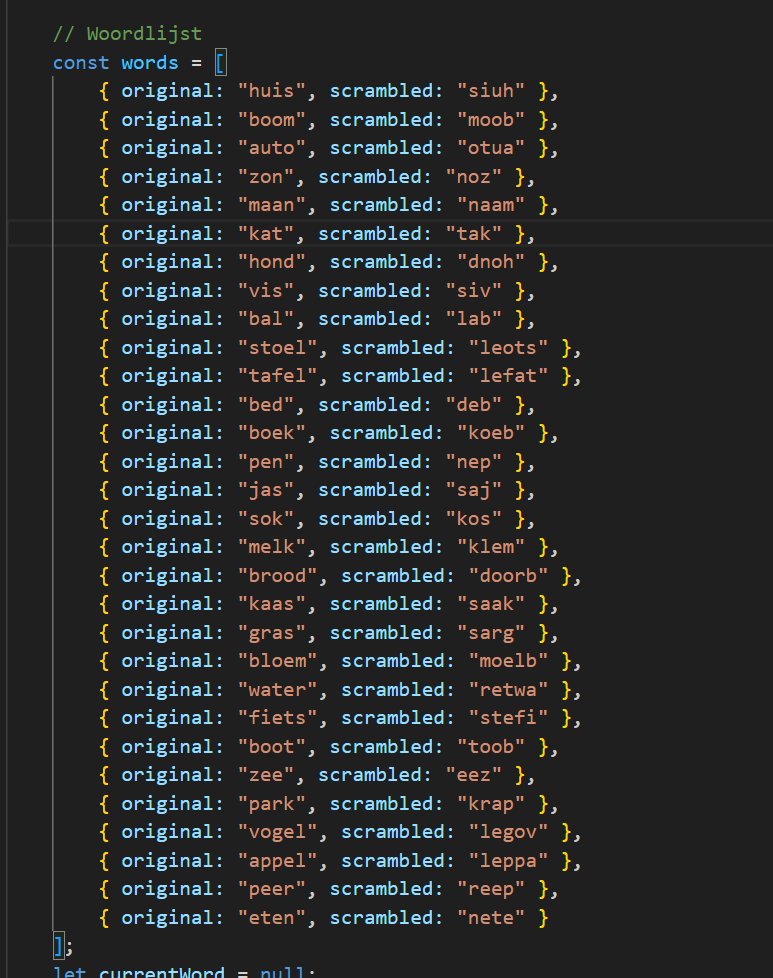 // Woordlijst
const words = [
{ original: "huis", scrambled: "siuh" },
{ original: "boom", scrambled: "moob" },
{ original: "auto", scrambled: "otua" },
{ original: "zon", scrambled: "noz" },
{ original: "maan", scrambled: "naam" },
{ original: "kat", scrambled: "tak" },
{ original: "hond", scrambled: "dnoh" },
{ original: "vis", scrambled: "siv" },
{ original: "bal", scrambled: "lab" },
{ original: "stoel", scrambled: "leots" },
{ original: "tafel", scrambled: "lefat" },
{ original: "bed", scrambled: "deb" },
{ original: "boek", scrambled: "koeb" },
{ original: "pen", scrambled: "nep" },
{ original: "jas", scrambled: "saj" },
{ original: "sok", scrambled: "kos" },
{ original: "melk", scrambled: "klem" },
{ original: "brood", scrambled: "doorb" },
{ original: "kaas", scrambled: "saak" },
{ original: "gras", scrambled: "sarg" },
{ original: "bloem", scrambled: "moelb" },
{ original: "water", scrambled: "retwa" },
{ original: "fiets", scrambled: "stefi" },
{ original: "boot", scrambled: "toob" },
{ original: "zee", scrambled: "eez" },
{ original: "park", scrambled: "krap" },
{ original: "vogel", scrambled: "legov" },
{ original: "appel", scrambled: "leppa" },
{ original: "peer", scrambled: "reep" },
{ original: "eten", scrambled: "nete" }
];
let currentWord = null;